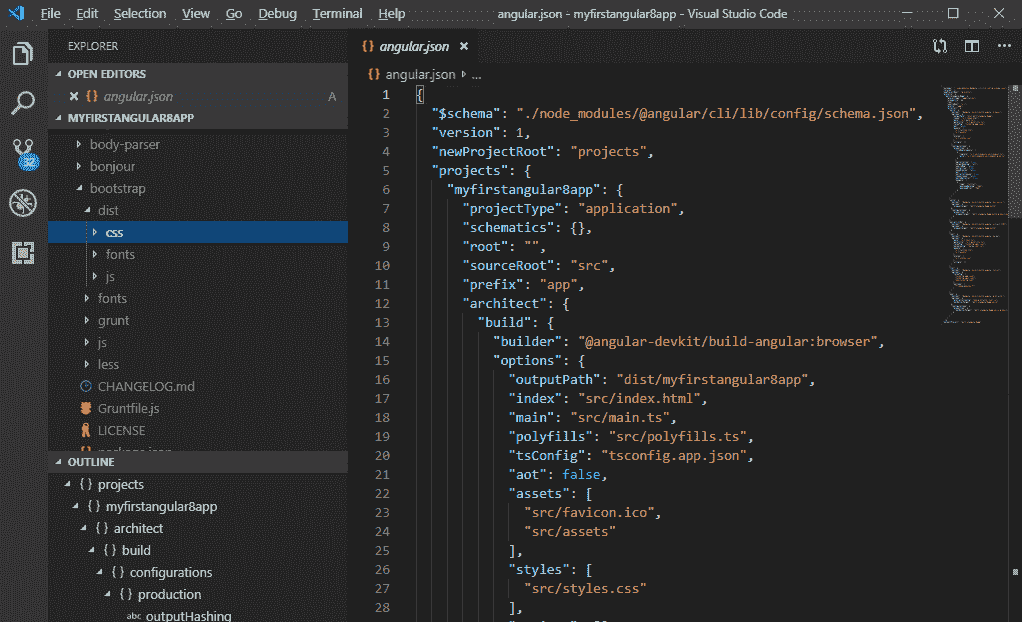 File Edit Selection View Go Debug Terminal Help angular.json - myfirstangular8app - Visual Studio Code
EXPLORER
OPEN EDITORS
angular.json A
MYFIRSTANGULAR8APP
body-parser
bonjour
bootstrap
dist
css
fonts
js
fonts
grunt
js
less
CHANGELOG.md
Gruntfile.js
LICENSE
package.json
OUTLINE
{ } projects
{ } myfirstangular8app
{ } architect
{ } build
{ } configurations
{ } production
abc outputHashing
{ } angular.json
{ } angular.json ...
1 {
2 "$schema": "./node_modules/@angular/cli/lib/config/schema.json",
3 "version": 1,
4 "newProjectRoot": "projects",
5 "projects": {
6 "myfirstangular8app": {
7 "projectType": "application",
8 "schematics": {},
9 "root": "",
10 "sourceRoot": "src",
11 "prefix": "app",
12 "architect": {
13 "build": {
14 "builder": "@angular-devkit/build-angular:browser",
15 "options": {
16 "outputPath": "dist/myfirstangular8app",
17 "index": "src/index.html",
18 "main": "src/main.ts",
19 "polyfills": "src/polyfills.ts",
20 "tsConfig": "tsconfig.app.json",
21 "aot": false,
22 "assets": [
23 "src/favicon.ico",
24 "src/assets"
25 ],
26 "styles": [
27 "src/styles.css"
28 ],